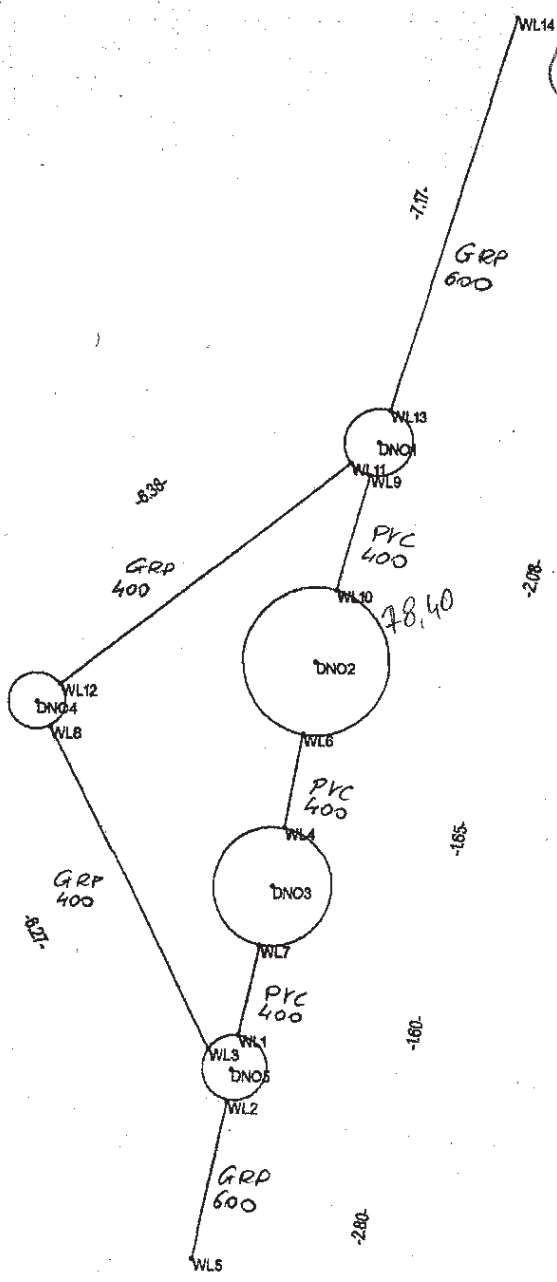 WL14
-7.17-
GRP
600
WL13
DNO1
WL11
WL9
-6.38-
PVC
400
GRP
400
-2.08-
WL10
78,40
DNO2
WL12
DNO4
WL8
WL6
PVC
400
WL4
-1.65-
GRP
400
DNO3
-6.27-
WL7
PVC
400
-1.60-
WL1
WL3
DNO5
WL2
GRP
600
-2.80-
WL5